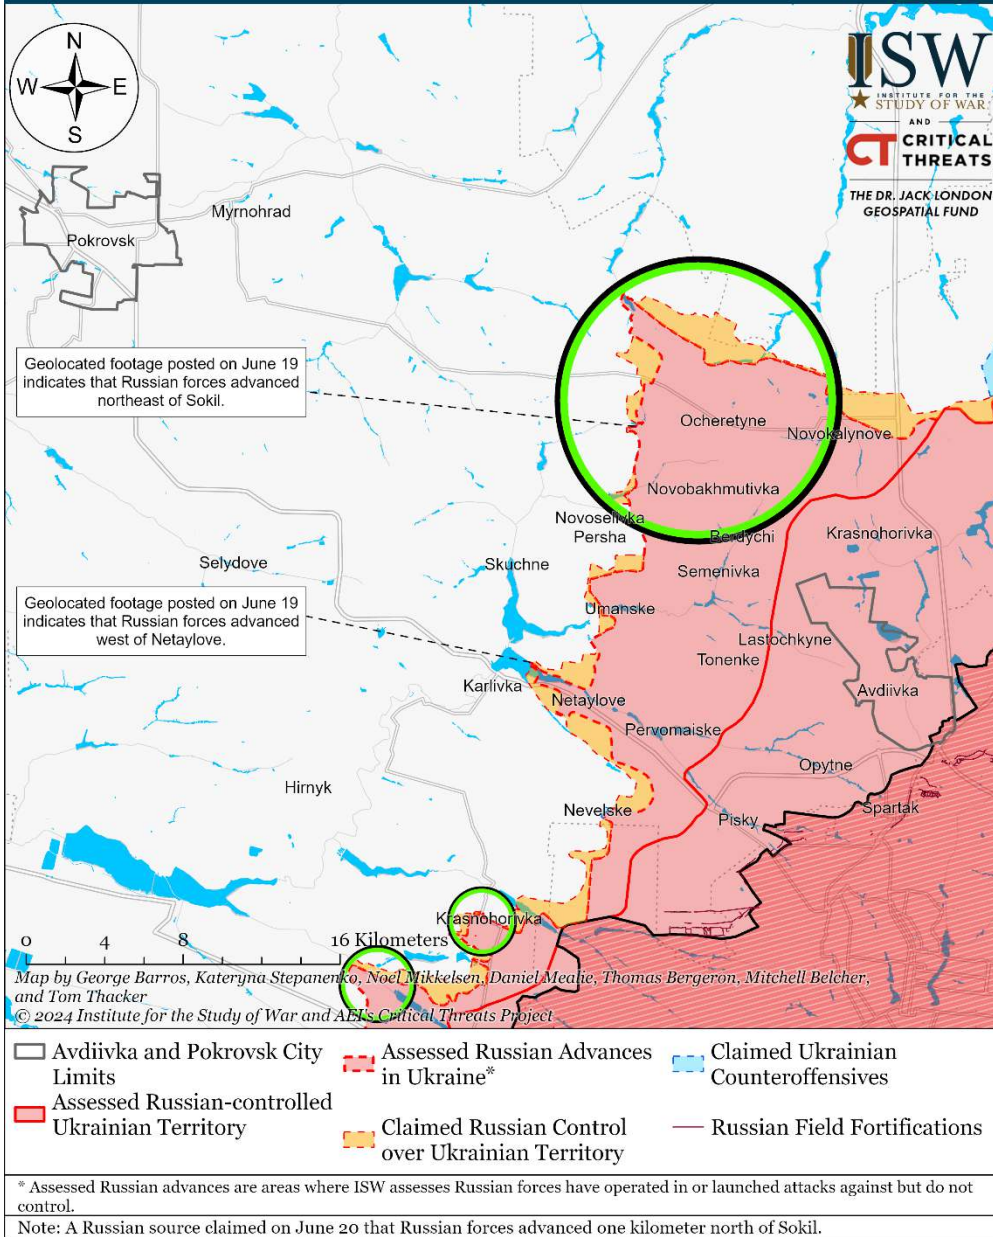 N
W
E
S
ISW
INSTITUTE FOR THE
STUDY OF WAR
AND
CT CRITICAL
THREATS
THE DR. JACK LONDON
GEOSPATIAL FUND
Myrnohrad
Pokrovsk
Geolocated footage posted on June 19
indicates that Russian forces advanced
northeast of Sokil.
Ocheretyne
Novokalynove
Novobakhmutivka
Novoselivka
Persha
Berdychi
Krasnohorivka
Selydove
Skuchne
Semenivka
Geolocated footage posted on June 19
indicates that Russian forces advanced
west of Netaylove.
Umanske
Lastochkyne
Tonenke
Karlivka
Netaylove
Avdiivka
Pervomaiske
Opytne
Hirnyk
Nevelske
Pisky
Spartak
Krasnohorivka
0 4 8 16 Kilometers
Map by George Barros, Kateryna Stepanenko, Noel Mikkelsen, Daniel Mealie, Thomas Bergeron, Mitchell Belcher,
and Tom Thacker
© 2024 Institute for the Study of War and AEI's Critical Threats Project
Avdiivka and Pokrovsk City
Limits
Assessed Russian-controlled
Ukrainian Territory
Assessed Russian Advances
in Ukraine*
Claimed Russian Control
over Ukrainian Territory
Claimed Ukrainian
Counteroffensives
Russian Field Fortifications
* Assessed Russian advances are areas where ISW assesses Russian forces have operated in or launched attacks against but do not
control.
Note: A Russian source claimed on June 20 that Russian forces advanced one kilometer north of Sokil.